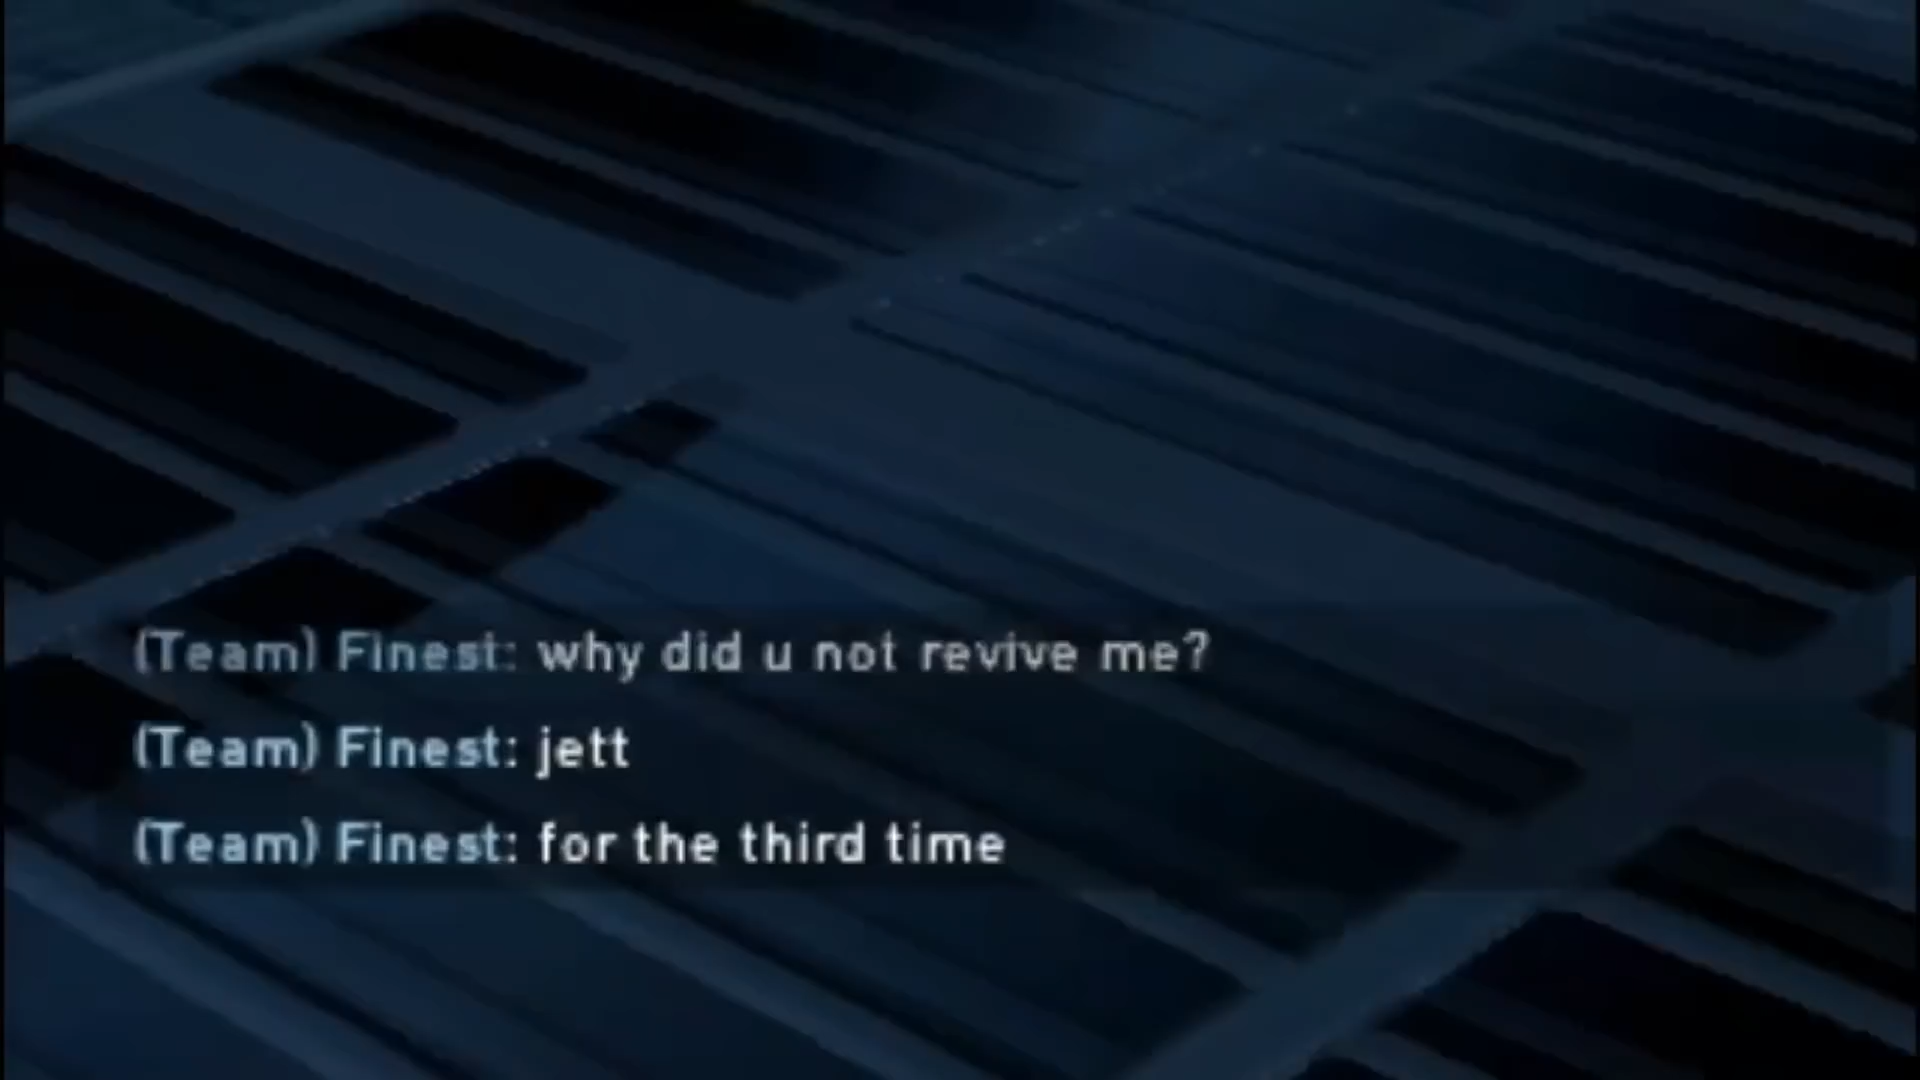 (Team) Finest: why did u not revive me?
(Team) Finest: jett
(Team) Finest: for the third time